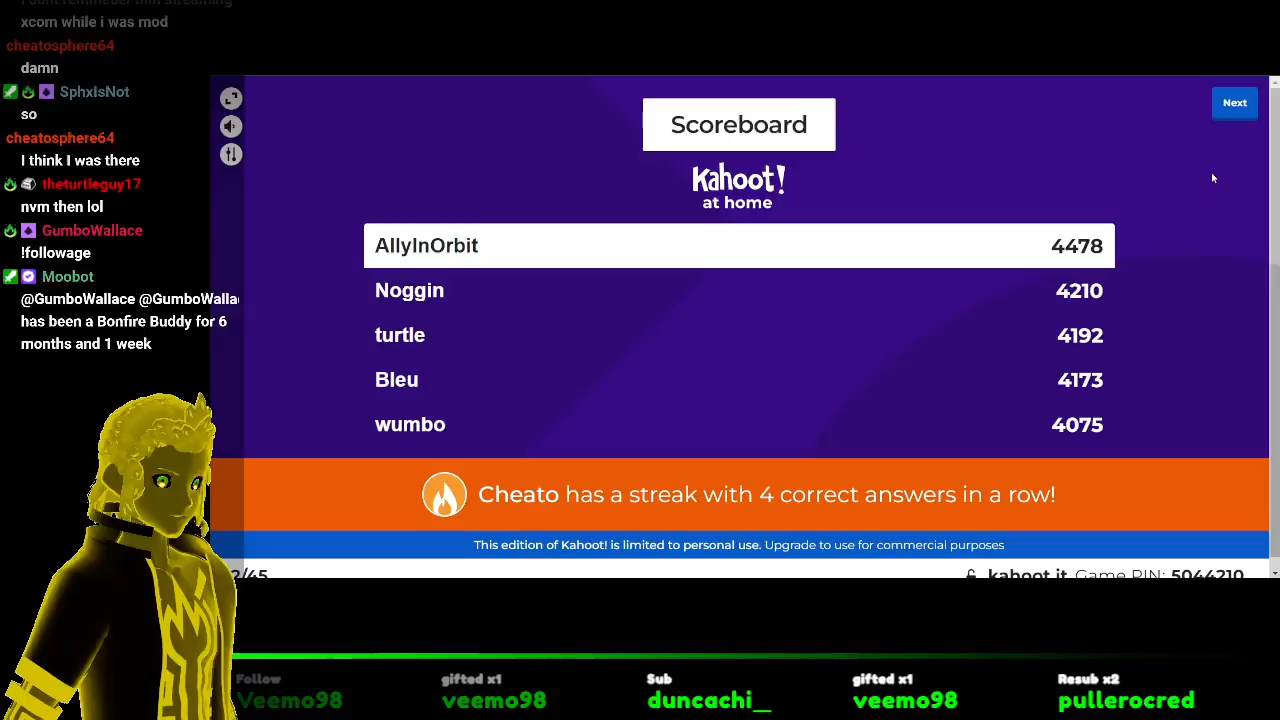 xcom while i was mod
cheatosphere64
damn
SphxIsNot
so
cheatosphere64
I think I was there
theturtleguy17
nvm then lol
GumboWallace
!followage
Moobot
@GumboWallace @GumboWalla
has been a Bonfire Buddy for 6
months and 1 week
Next
Scoreboard
Kahoot!
at home
AllyInOrbit 4478
Noggin 4210
turtle 4192
Bleu 4173
wumbo 4075
Cheato has a streak with 4 correct answers in a row!
This edition of Kahoot! is limited to personal use. Upgrade to use for commercial purposes
2/45
kahoot.it Game PIN: 5044210
Follow
Veemo98
gifted x1
veemo98
Sub
duncachi__
gifted x1
veemo98
Resub x2
pullerocred